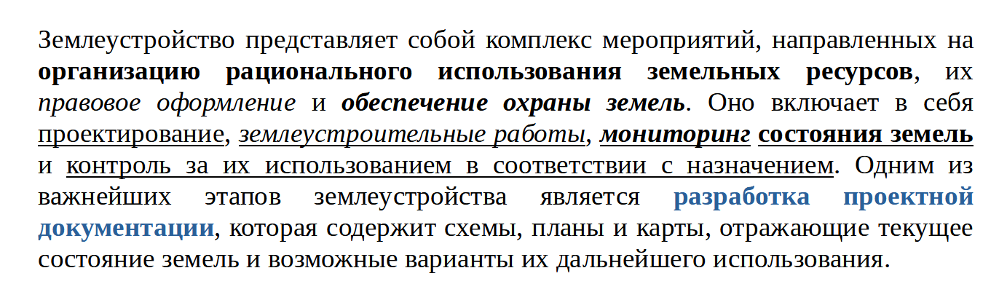 Землеустройство представляет собой комплекс мероприятий, направленных на
организацию рационального использования земельных ресурсов, их
правовое оформление и обеспечение охраны земель. Оно включает в себя
проектирование, землеустроительные работы, мониторинг состояния земель
и контроль за их использованием в соответствии с назначением. Одним из
важнейших этапов землеустройства является разработка проектной
документации, которая содержит схемы, планы и карты, отражающие текущее
состояние земель и возможные варианты их дальнейшего использования.